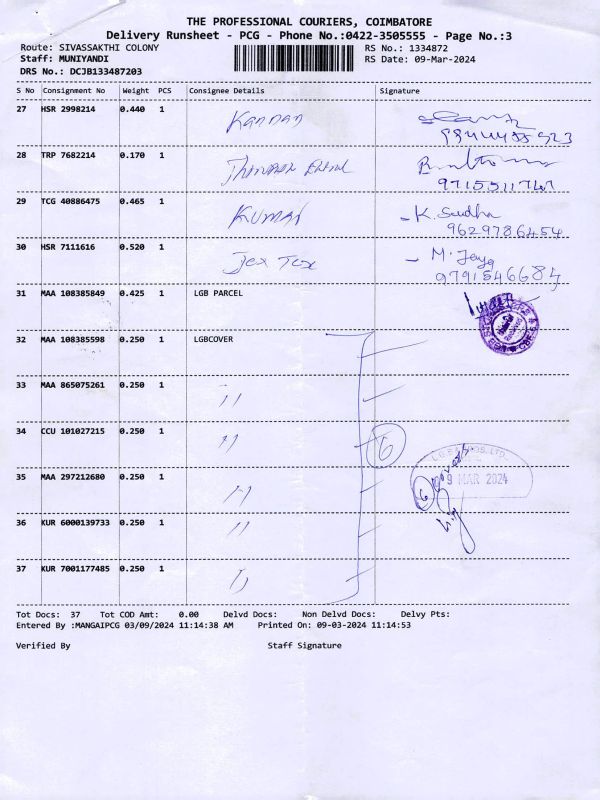 THE PROFESSIONAL COURIERS, COIMBATORE
Delivery Runsheet - PCG - Phone No.:0422-3505555 - Page No.:3
Route: SIVASSAKTHI COLONY RS No.: 1334872
Staff: MUNIYANDI RS Date: 09-Mar-2024
DRS No.: DCJB133487203
S No Consignment No Weight PCS Consignee Details Signature
27 HSR 2998214 0.440 1 Kannan
28 TRP 7682214 0.170 1
29 TCG 40886475 0.465 1 Kumar K. Sudha
9629786454
30 HSR 7111616 0.520 1 Jex Tex M. Jaya
9791546684
31 MAA 108385849 0.425 1 LGB PARCEL
32 MAA 108385598 0.250 1 LGBCOVER
33 MAA 865075261 0.250 1 "
34 CCU 101027215 0.250 1 " 6
35 MAA 297212680 0.250 1 "
9 MAR 2024
6
36 KUR 6000139733 0.250 1 "
37 KUR 7001177485 0.250 1 "
Tot Docs: 37 Tot COD Amt: 0.00 Delvd Docs: Non Delvd Docs: Delvy Pts:
Entered By :MANGAIPCG 03/09/2024 11:14:38 AM Printed On: 09-03-2024 11:14:53
Verified By Staff Signature